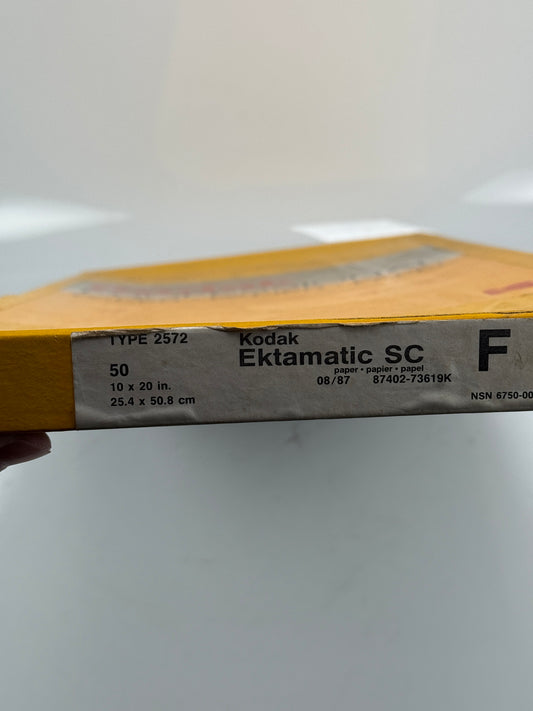 TYPE 2572
50
10 x 20 in.
25.4 x 50.8 cm
Kodak
Ektamatic SC
paper • papier • papel
08/87 87402-73619K
F
NSN 6750-00